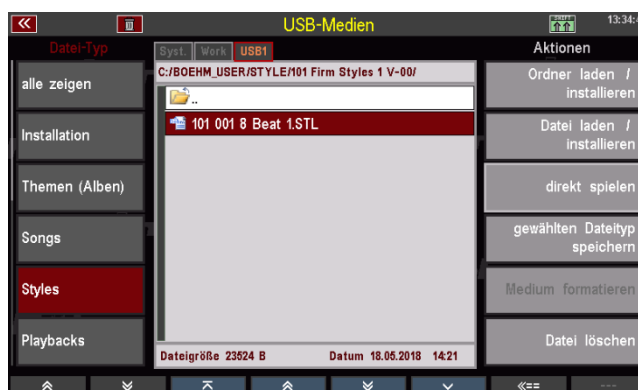 USB-Medien
13:34:4
Datei-Typ
Syst. Work USB1
Aktionen
alle zeigen
C:/BOEHM_USER/STYLE/101 Firm Styles 1 V-00/
Ordner laden /
installieren
..
101 001 8 Beat 1.STL
Installation
Datei laden /
installieren
Themen (Alben)
direkt spielen
Songs
gewählten Dateityp
speichern
Styles
Medium formatieren
Playbacks
Datei löschen
Dateigröße 23524 B Datum 18.05.2018 14:21